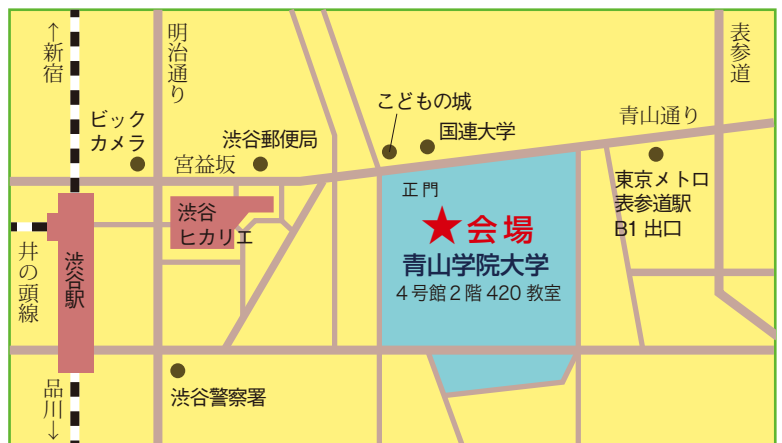 ↑新宿
明治通り
表参道
ビック
カメラ
渋谷郵便局
宮益坂
こどもの城
国連大学
青山通り
正門
東京メトロ
表参道駅
B1 出口
渋谷
ヒカリエ
★会場
青山学院大学
4号館2階 420 教室
渋谷駅
井の頭線
渋谷警察署
品川↓